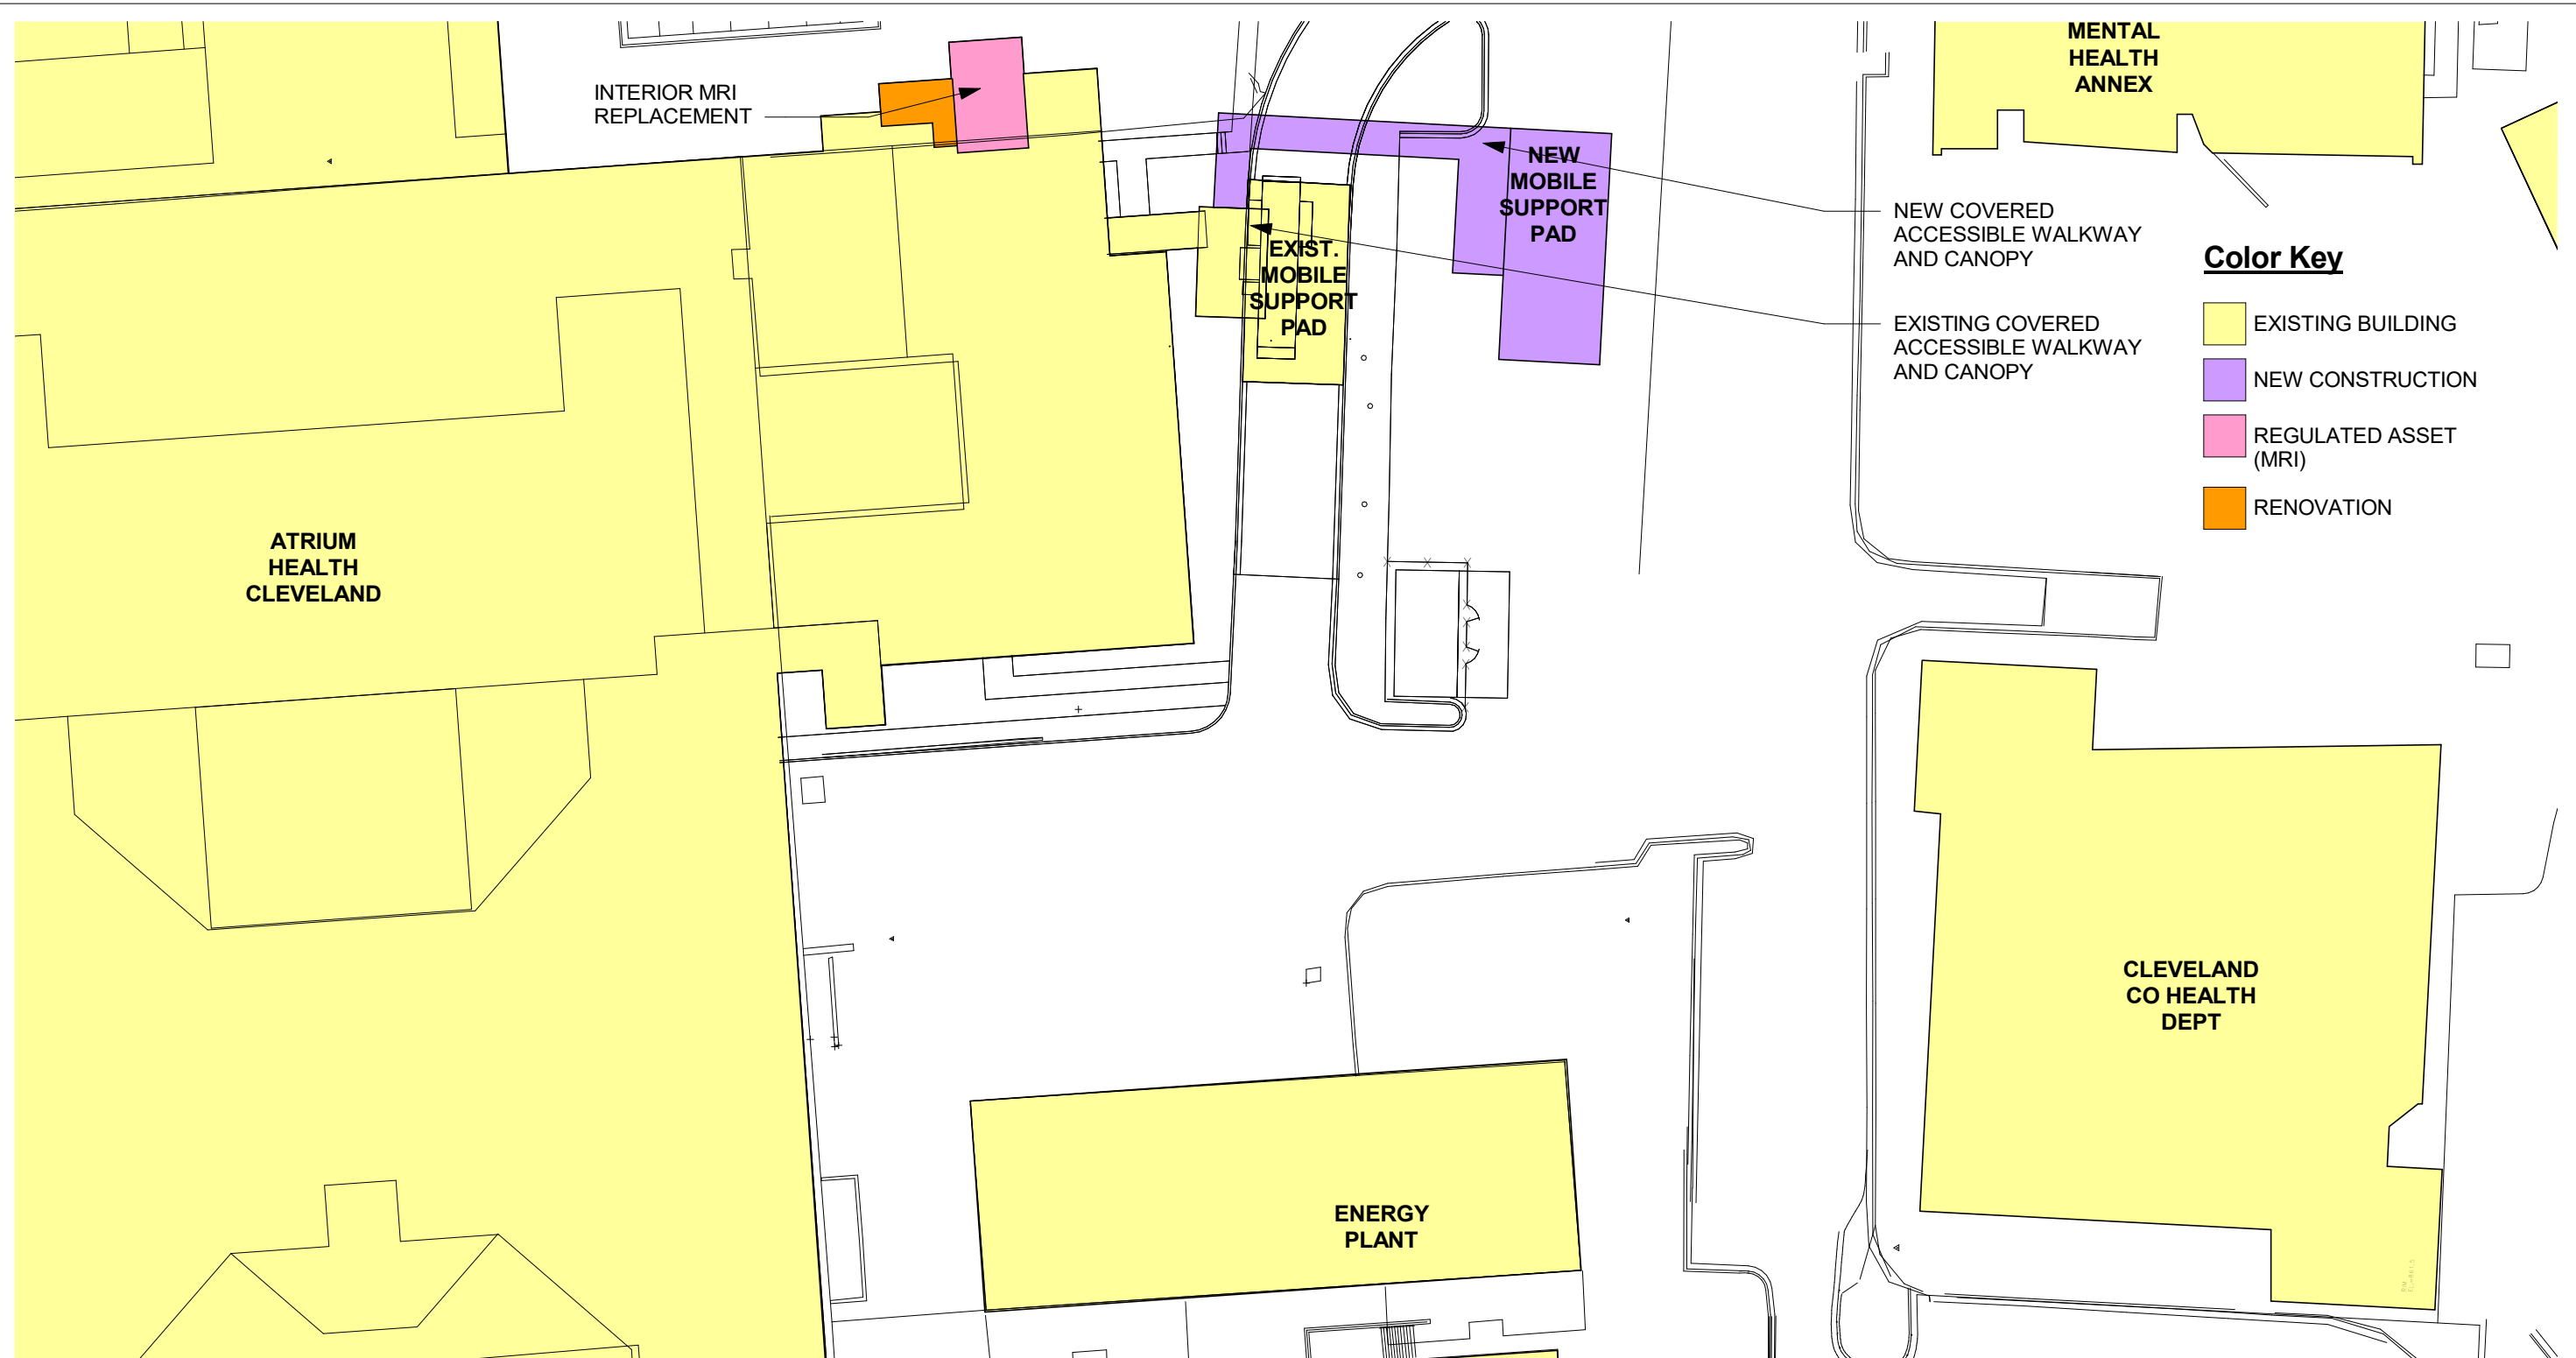 MENTAL
HEALTH
ANNEX
INTERIOR MRI
REPLACEMENT
NEW
MOBILE
SUPPORT
PAD
NEW COVERED
ACCESSIBLE WALKWAY
AND CANOPY
EXIST.
MOBILE
SUPPORT
PAD
EXISTING COVERED
ACCESSIBLE WALKWAY
AND CANOPY
Color Key
EXISTING BUILDING
NEW CONSTRUCTION
REGULATED ASSET
(MRI)
RENOVATION
ATRIUM
HEALTH
CLEVELAND
CLEVELAND
CO HEALTH
DEPT
ENERGY
PLANT